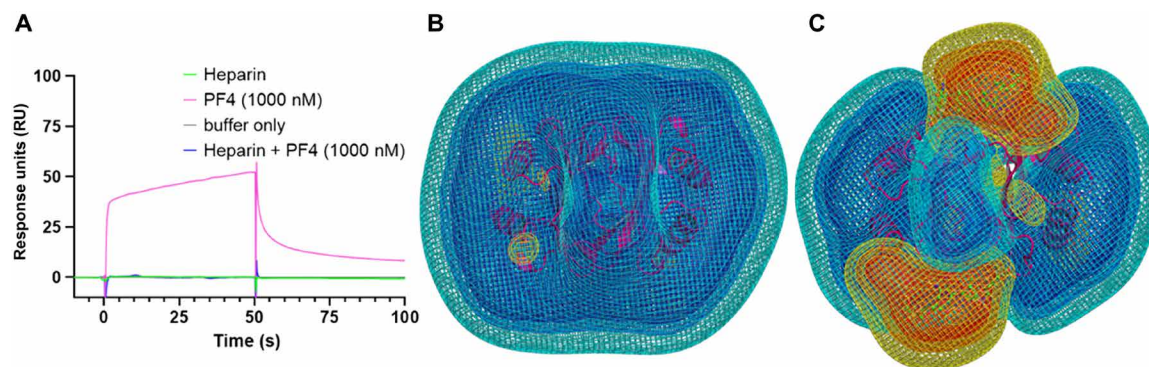 A
B
C
Heparin
PF4 (1000 nM)
buffer only
Heparin + PF4 (1000 nM)
Response units (RU)
100
75
50
25
0
0
25
50
75
100
Time (s)